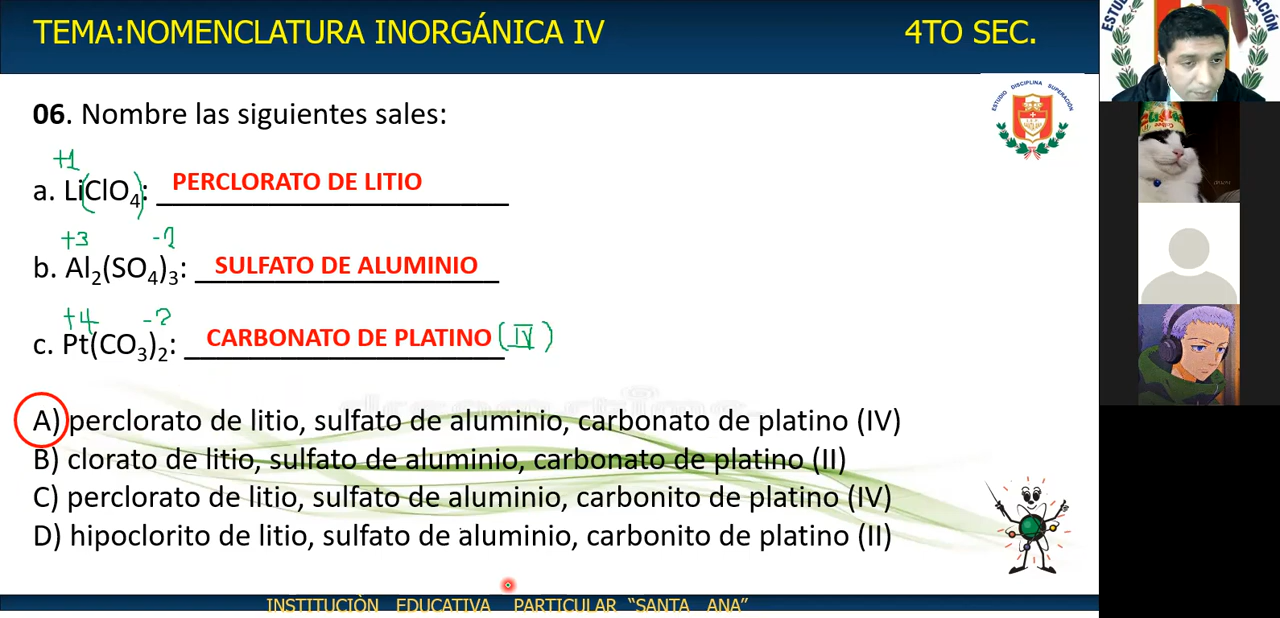 TEMA:NOMENCLATURA INORGÁNICA IV 4TO SEC.
ESTUDIO DISCIPLINA SUPERACIÓN
06. Nombre las siguientes sales:
+1
a. Li(ClO4): PERCLORATO DE LITIO
+3 -2
b. Al2(SO4)3: SULFATO DE ALUMINIO
+4 -2
c. Pt(CO3)2: CARBONATO DE PLATINO (IV)
A) perclorato de litio, sulfato de aluminio, carbonato de platino (IV)
B) clorato de litio, sulfato de aluminio, carbonato de platino (II)
C) perclorato de litio, sulfato de aluminio, carbonito de platino (IV)
D) hipoclorito de litio, sulfato de aluminio, carbonito de platino (II)
INSTITUCIÒN EDUCATIVA PARTICULAR “SANTA ANA”